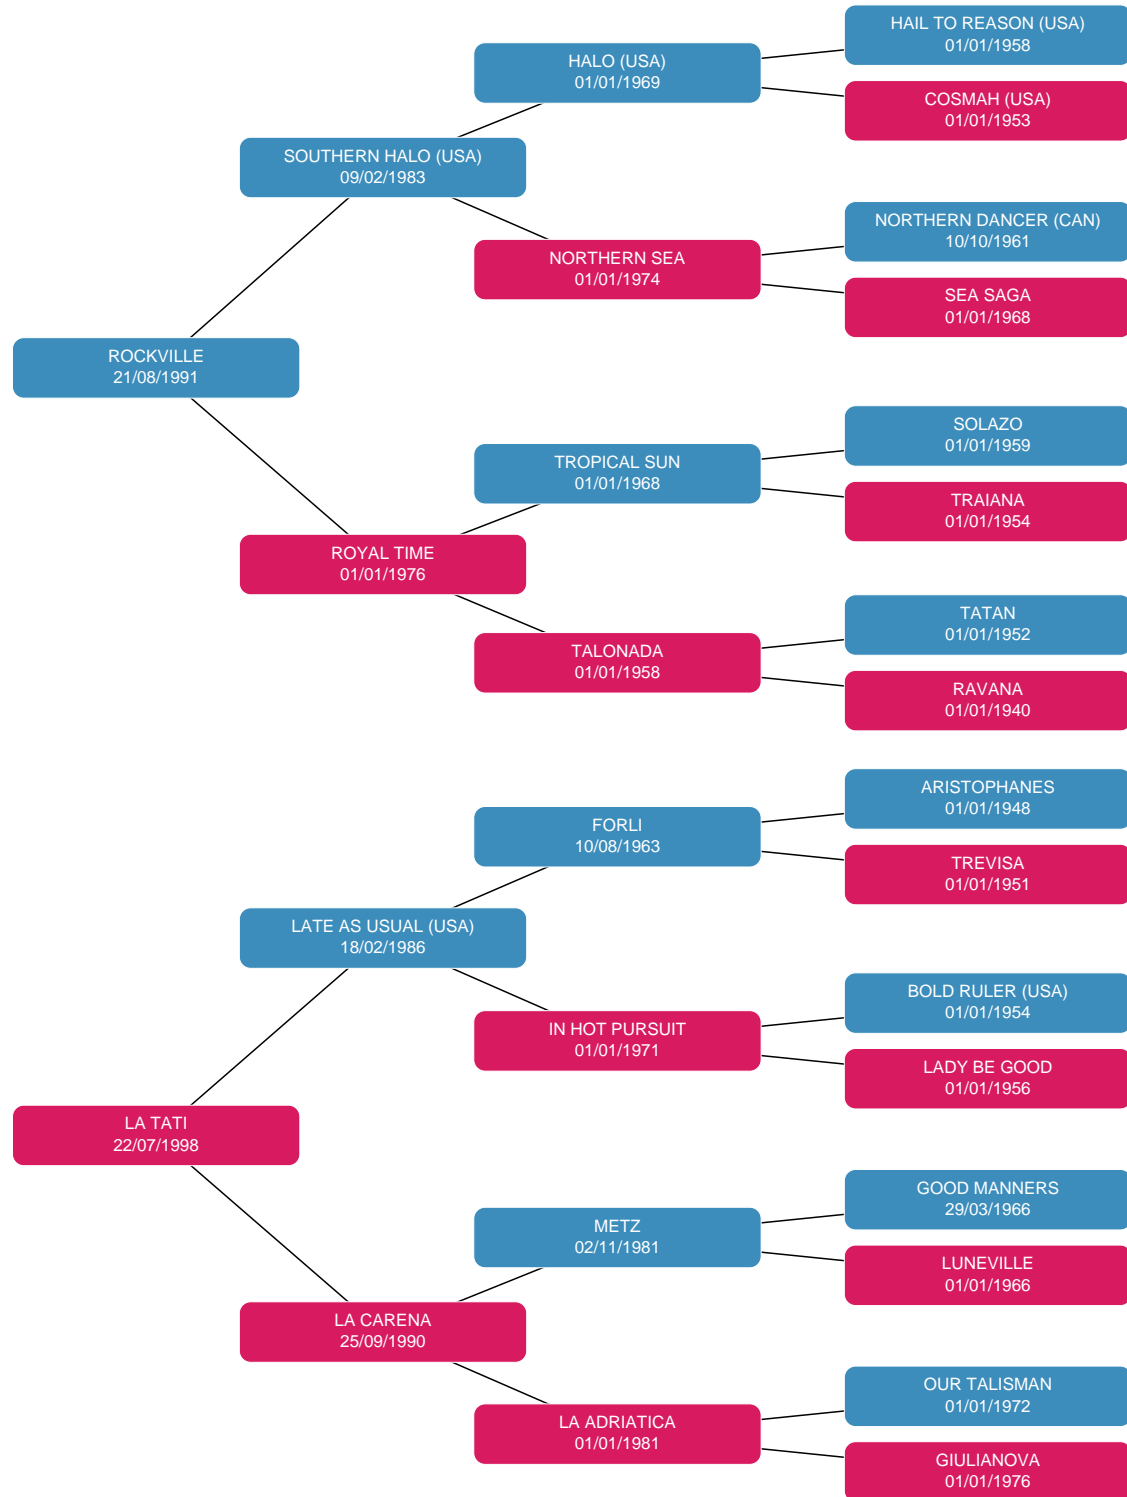 HAIL TO REASON (USA)
01/01/1958
HALO (USA)
01/01/1969
COSMAH (USA)
01/01/1953
SOUTHERN HALO (USA)
09/02/1983
NORTHERN DANCER (CAN)
10/10/1961
NORTHERN SEA
01/01/1974
SEA SAGA
01/01/1968
ROCKVILLE
21/08/1991
SOLAZO
01/01/1959
TROPICAL SUN
01/01/1968
TRAIANA
01/01/1954
ROYAL TIME
01/01/1976
TATAN
01/01/1952
TALONADA
01/01/1958
RAVANA
01/01/1940
ARISTOPHANES
01/01/1948
FORLI
10/08/1963
TREVISA
01/01/1951
LATE AS USUAL (USA)
18/02/1986
BOLD RULER (USA)
01/01/1954
IN HOT PURSUIT
01/01/1971
LADY BE GOOD
01/01/1956
LA TATI
22/07/1998
GOOD MANNERS
29/03/1966
METZ
02/11/1981
LUNEVILLE
01/01/1966
LA CARENA
25/09/1990
OUR TALISMAN
01/01/1972
LA ADRIATICA
01/01/1981
GIULIANOVA
01/01/1976